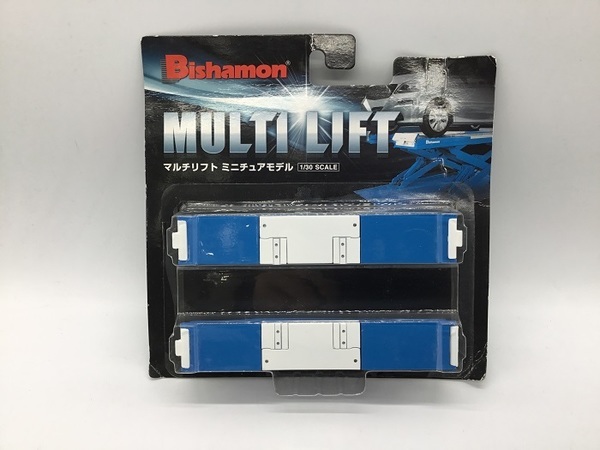 Bishamon®
MULTI LIFT
マルチリフト ミニチュアモデル 1/30 SCALE
Bishamon